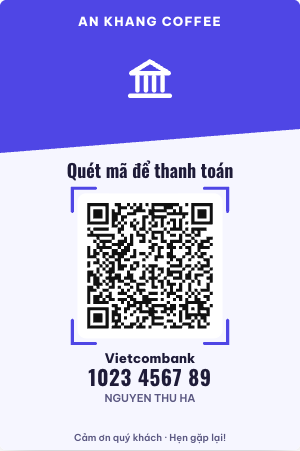 AN KHANG COFFEE
Quét mã để thanh toán
Vietcombank
1023 4567 89
NGUYEN THU HA
Cảm ơn quý khách · Hẹn gặp lại!